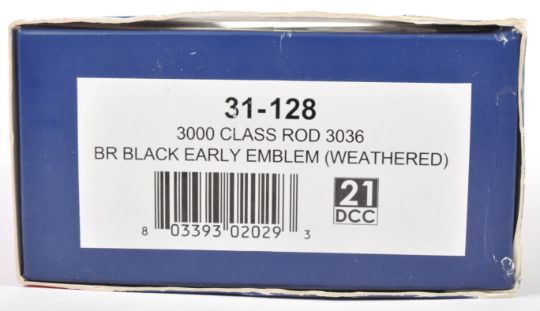 31-128
3000 CLASS ROD 3036
BR BLACK EARLY EMBLEM (WEATHERED)
21
DCC
8 03393 02029 3